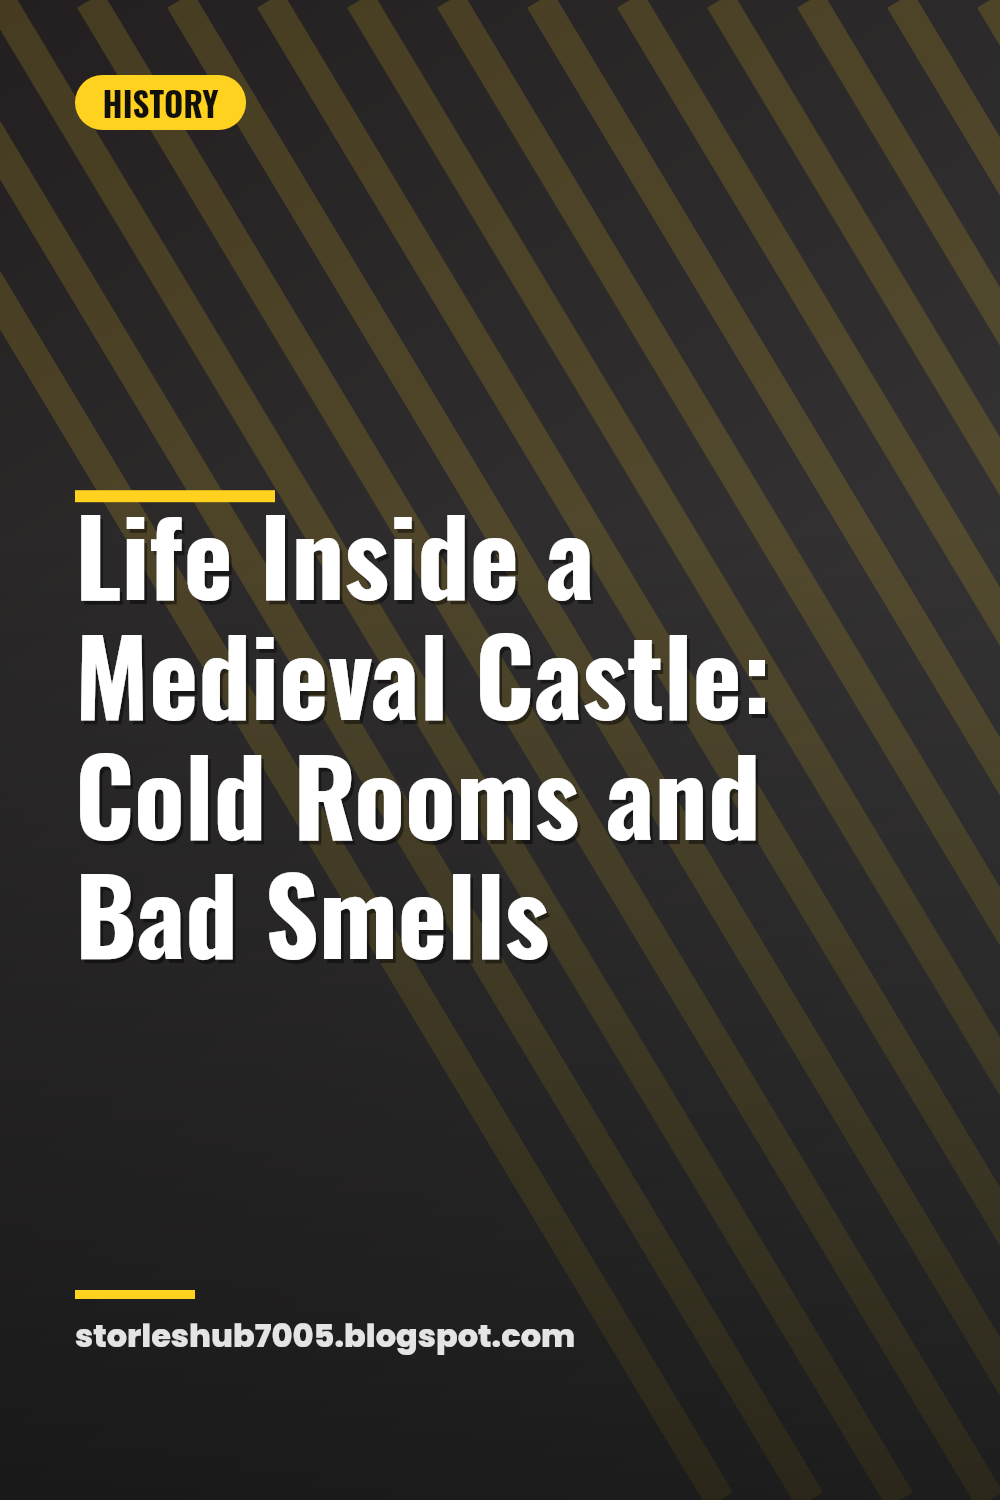 HISTORY
Life Inside a
Medieval Castle:
Cold Rooms and
Bad Smells
storleshub7005.blogspot.com